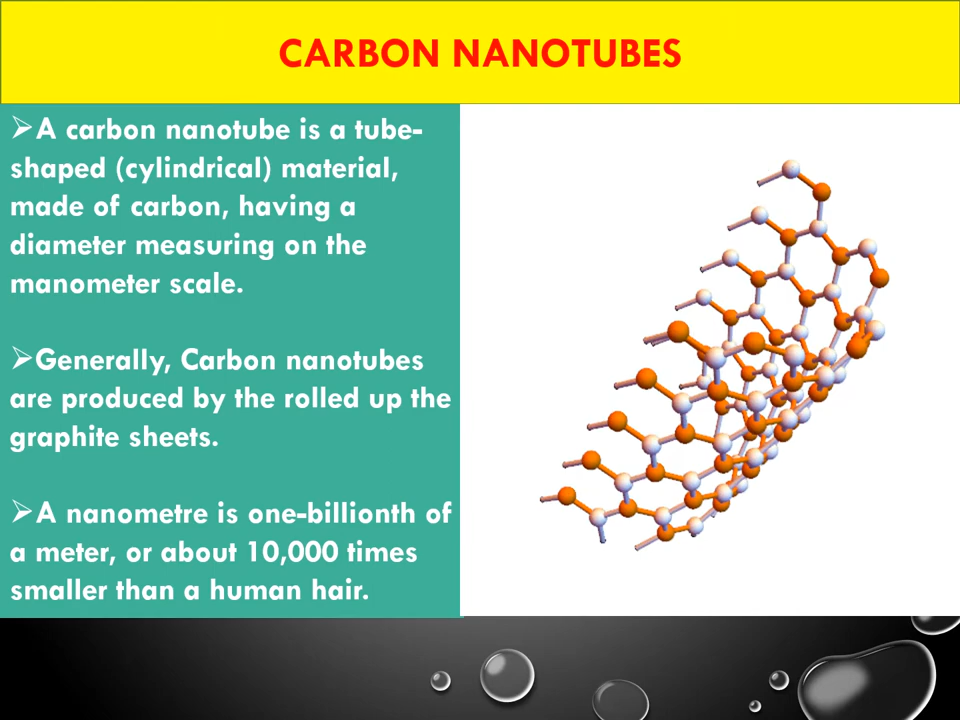 CARBON NANOTUBES
➢A carbon nanotube is a tube-
shaped (cylindrical) material,
made of carbon, having a
diameter measuring on the
manometer scale.
➢Generally, Carbon nanotubes
are produced by the rolled up the
graphite sheets.
➢A nanometre is one-billionth of
a meter, or about 10,000 times
smaller than a human hair.